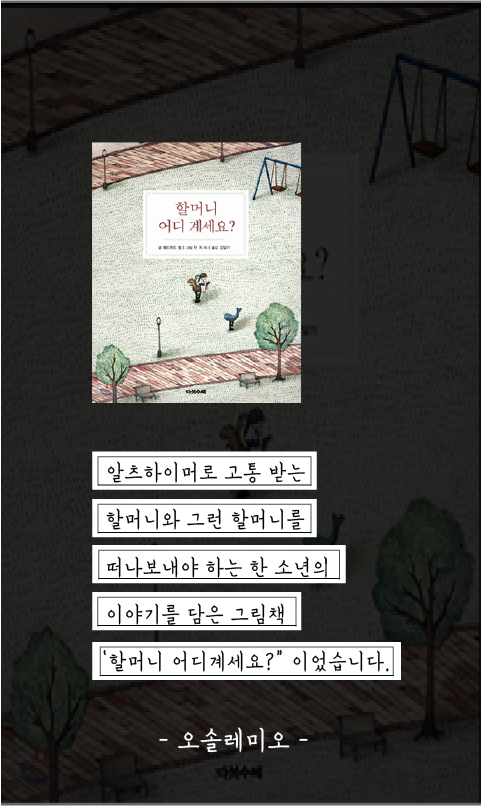 할머니
어디 계세요?
알츠하이머로 고통 받는
할머니와 그런 할머니를
떠나보내야 하는 한 소년의
이야기를 담은 그림책
‘할머니 어디계세요?” 이었습니다.
- 오솔레미오 -